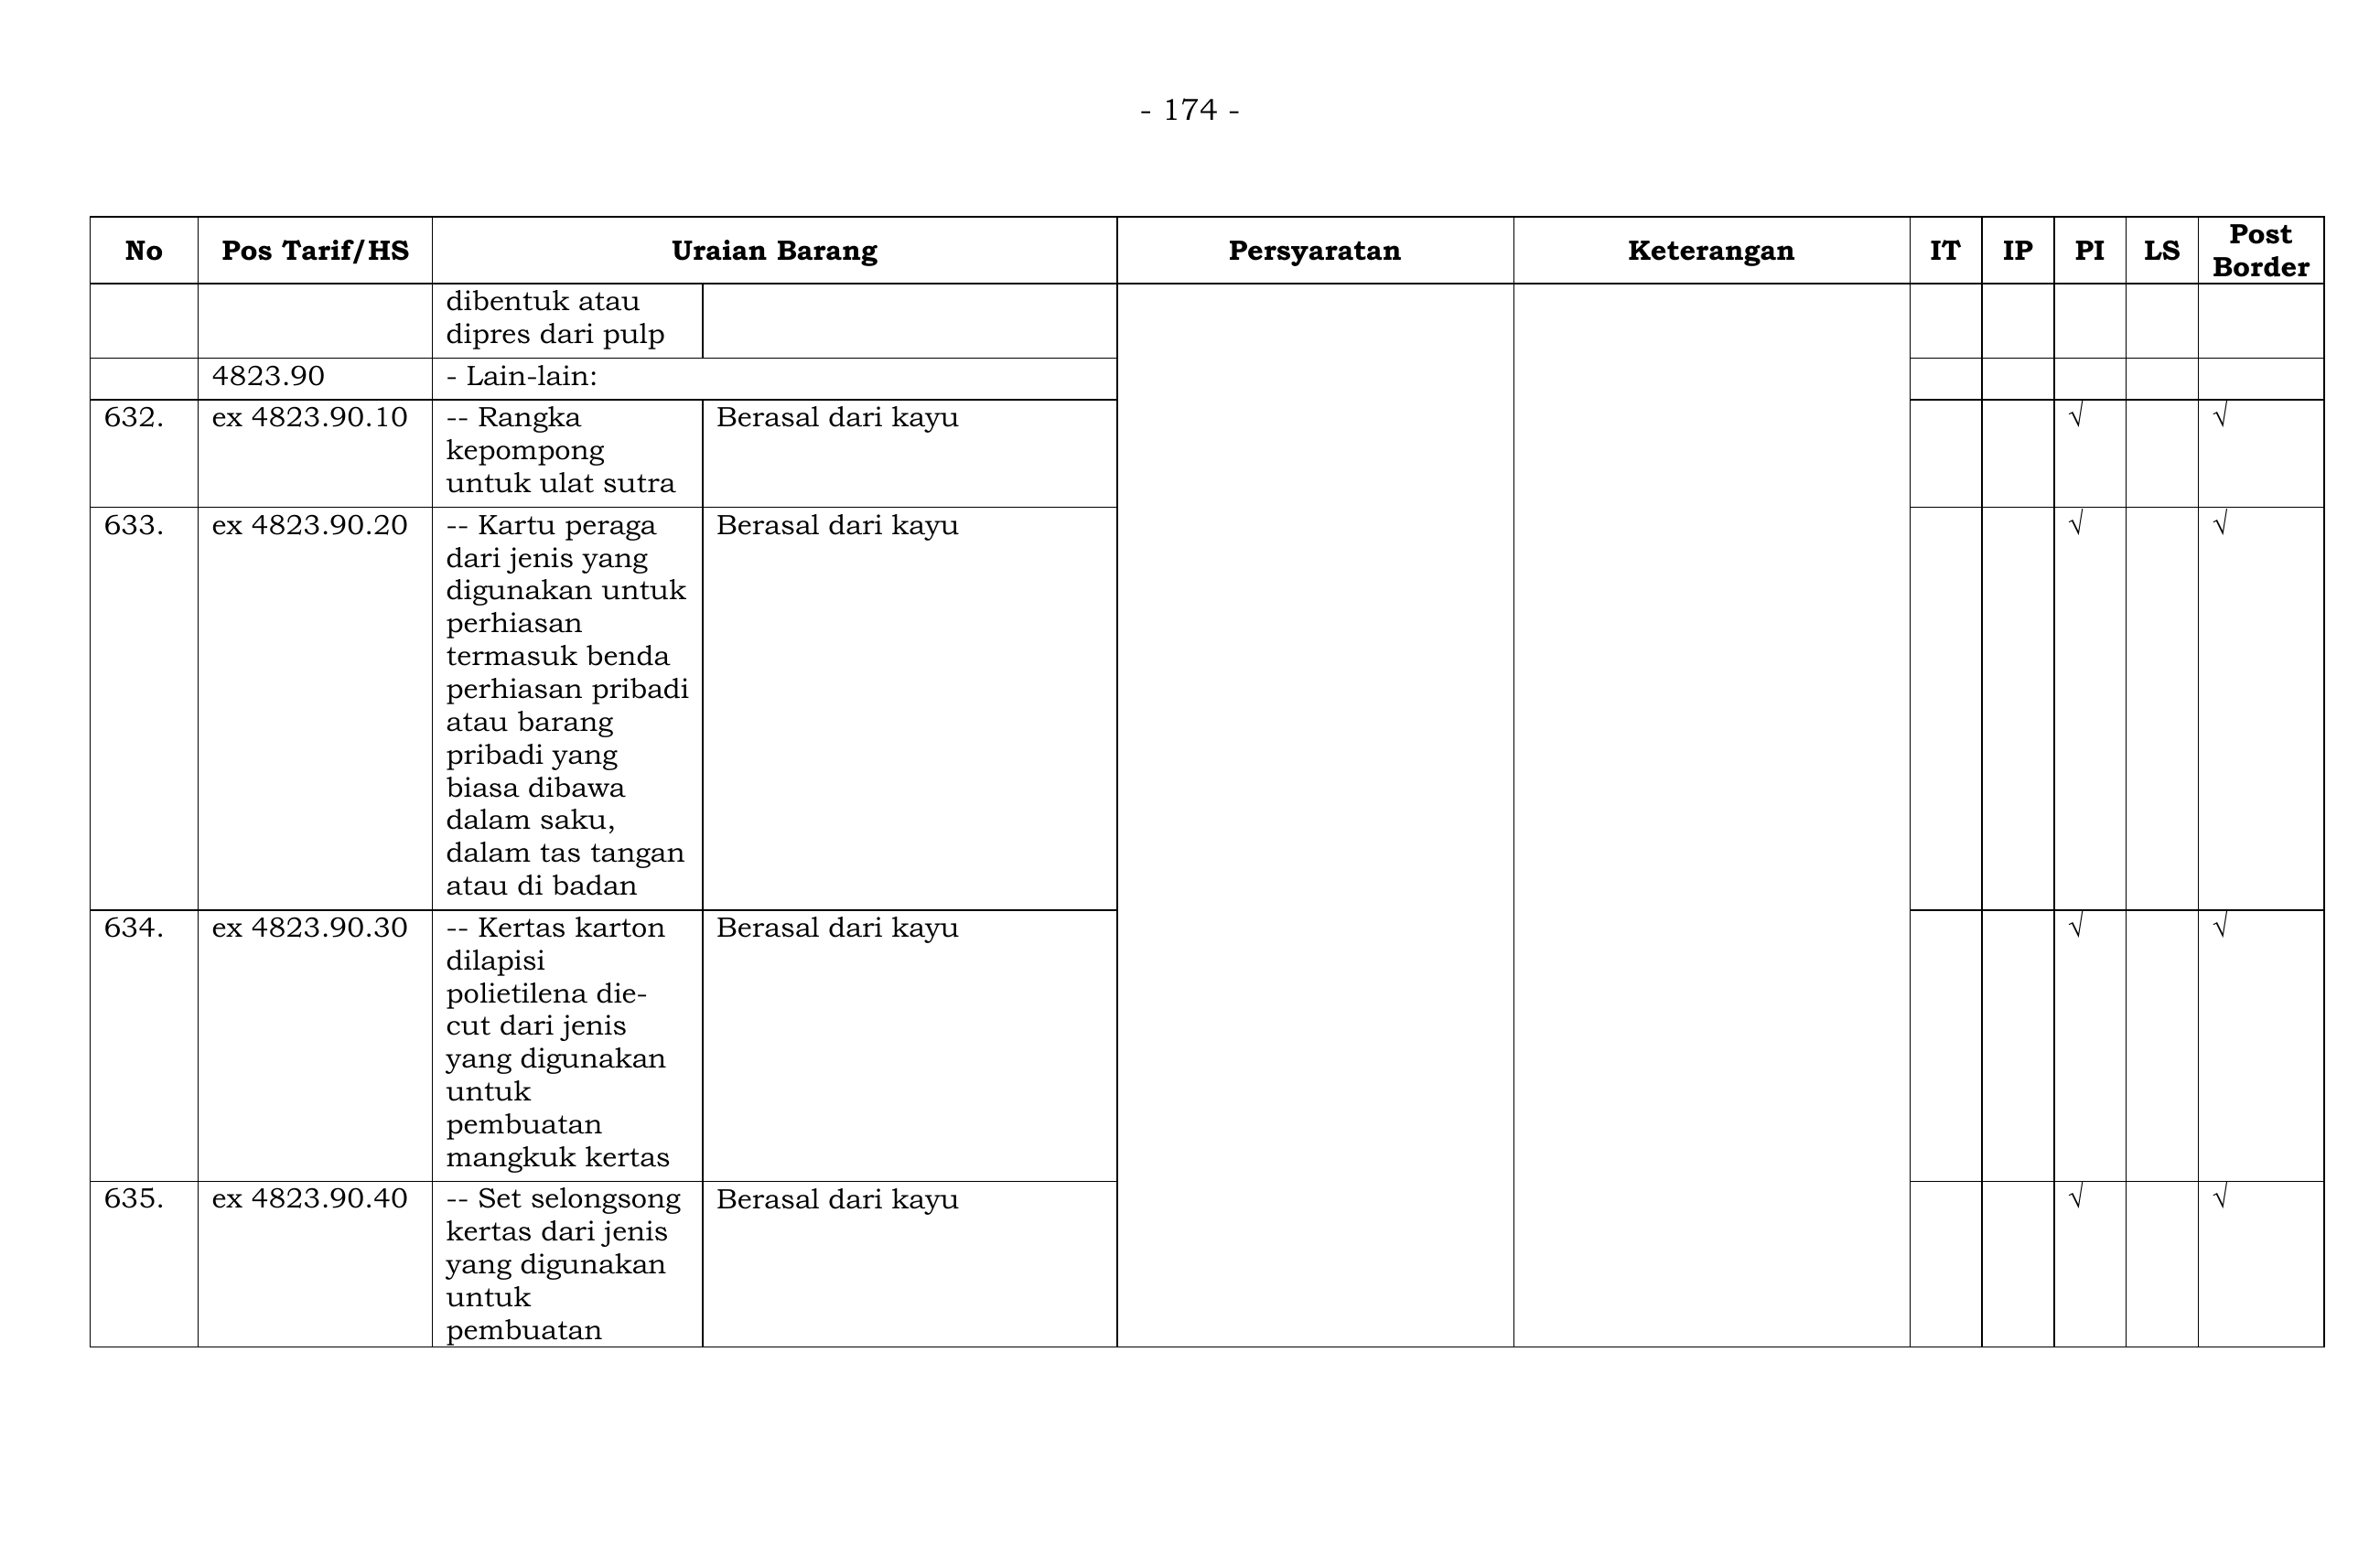 - 174 -
No Pos Tarif/HS Uraian Barang Persyaratan Keterangan IT IP PI LS Post Border
dibentuk atau
dipres dari pulp
4823.90 - Lain-lain:
632. ex 4823.90.10 -- Rangka Berasal dari kayu √ √
kepompong
untuk ulat sutra
633. ex 4823.90.20 -- Kartu peraga Berasal dari kayu √ √
dari jenis yang
digunakan untuk
perhiasan
termasuk benda
perhiasan pribadi
atau barang
pribadi yang
biasa dibawa
dalam saku,
dalam tas tangan
atau di badan
634. ex 4823.90.30 -- Kertas karton Berasal dari kayu √ √
dilapisi
polietilena die-
cut dari jenis
yang digunakan
untuk
pembuatan
mangkuk kertas
635. ex 4823.90.40 -- Set selongsong Berasal dari kayu √ √
kertas dari jenis
yang digunakan
untuk
pembuatan